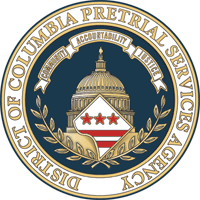 DISTRICT OF COLUMBIA PRETRIAL SERVICES AGENCY
COMMUNITY
ACCOUNTABILITY
JUSTICE